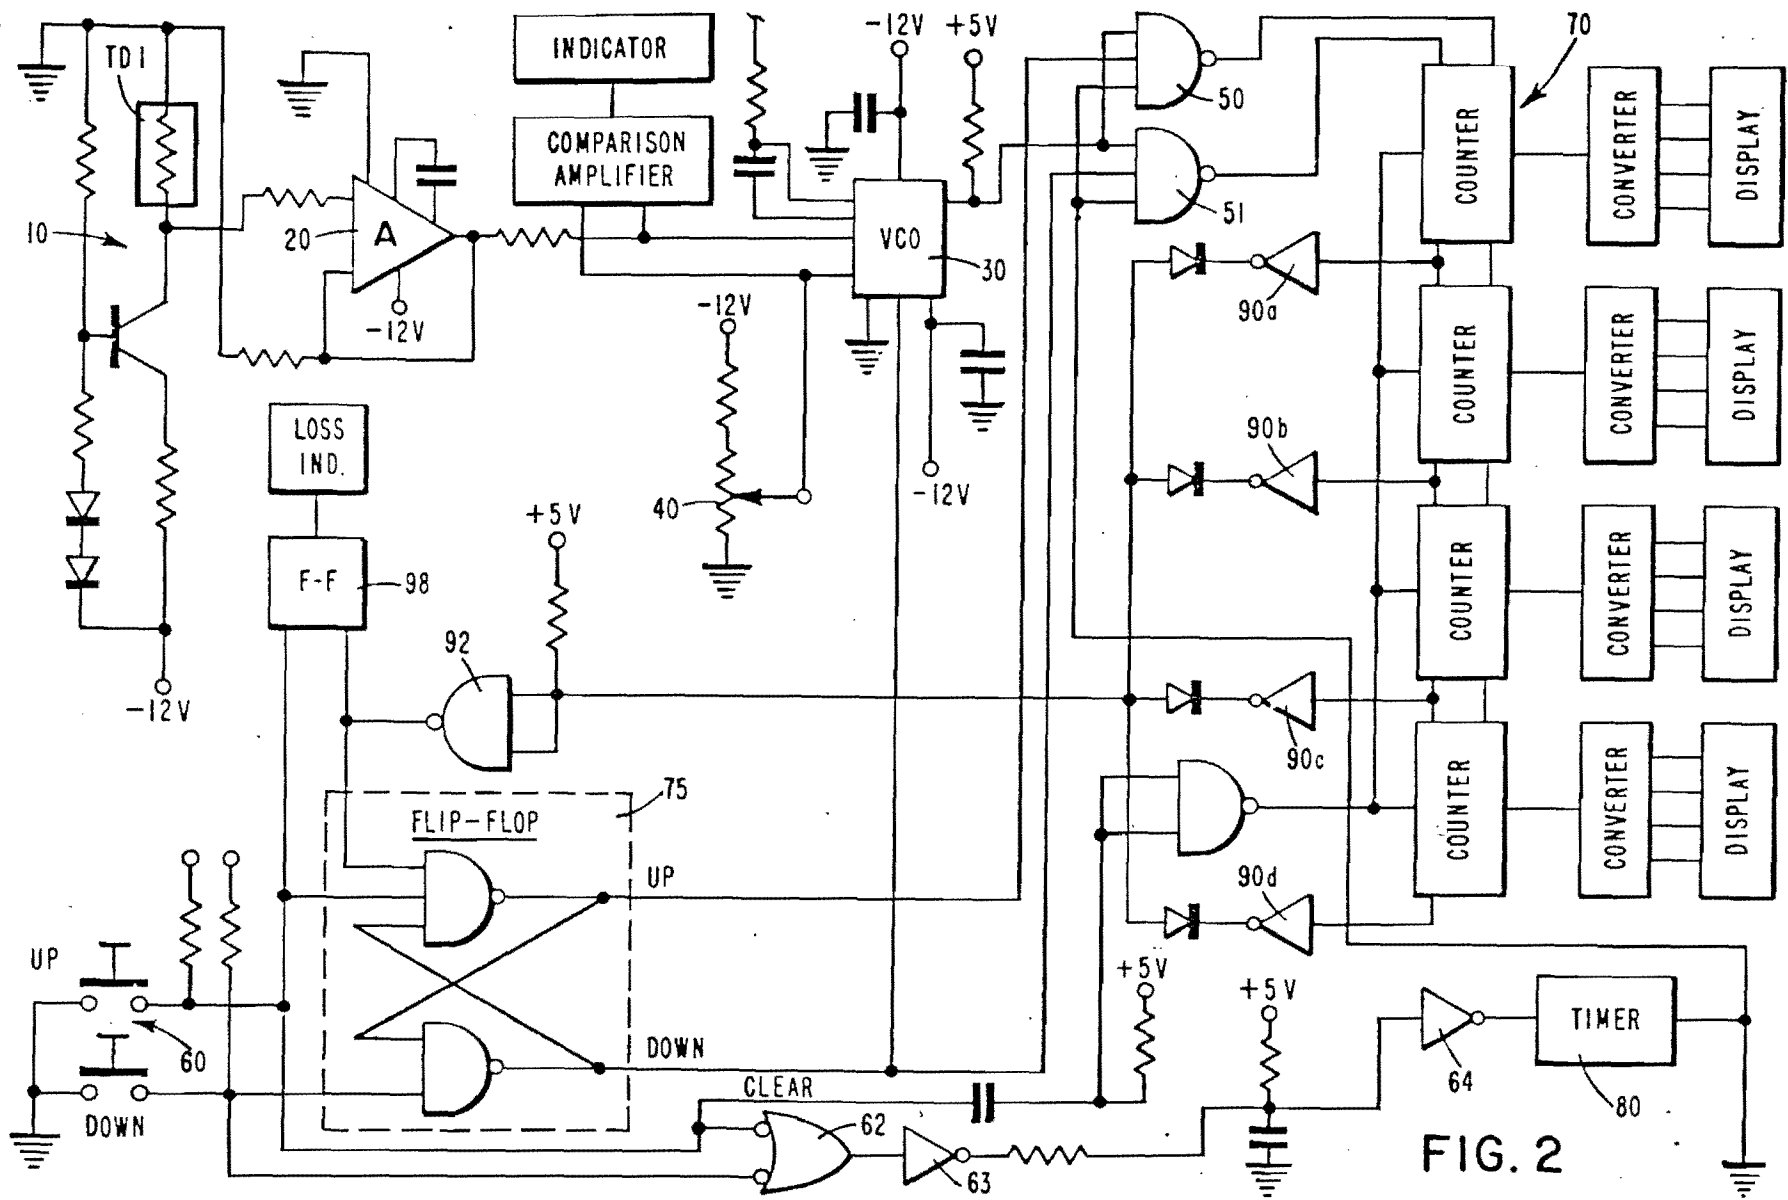 TD1
10
20
A
-12V
INDICATOR
COMPARISON
AMPLIFIER
-12V
+5V
VCO
30
-12V
40
-12V
50
51
70
COUNTER
CONVERTER
DISPLAY
90a
COUNTER
CONVERTER
DISPLAY
90b
COUNTER
CONVERTER
DISPLAY
90c
COUNTER
CONVERTER
DISPLAY
90d
LOSS
IND.
F-F
98
-12V
92
+5V
75
FLIP-FLOP
UP
DOWN
UP
60
DOWN
CLEAR
62
63
+5V
+5V
64
TIMER
80
FIG. 2